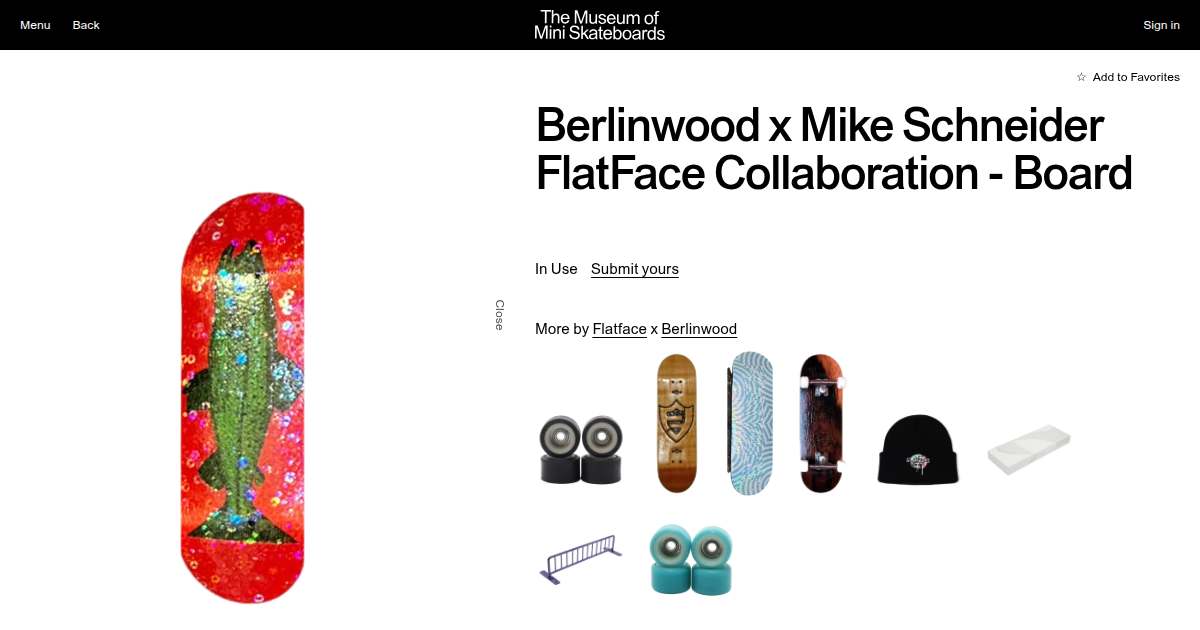 Menu Back
The Museum of
Mini Skateboards
Sign in
☆ Add to Favorites
Berlinwood x Mike Schneider
FlatFace Collaboration - Board
In Use Submit yours
Close
More by Flatface x Berlinwood